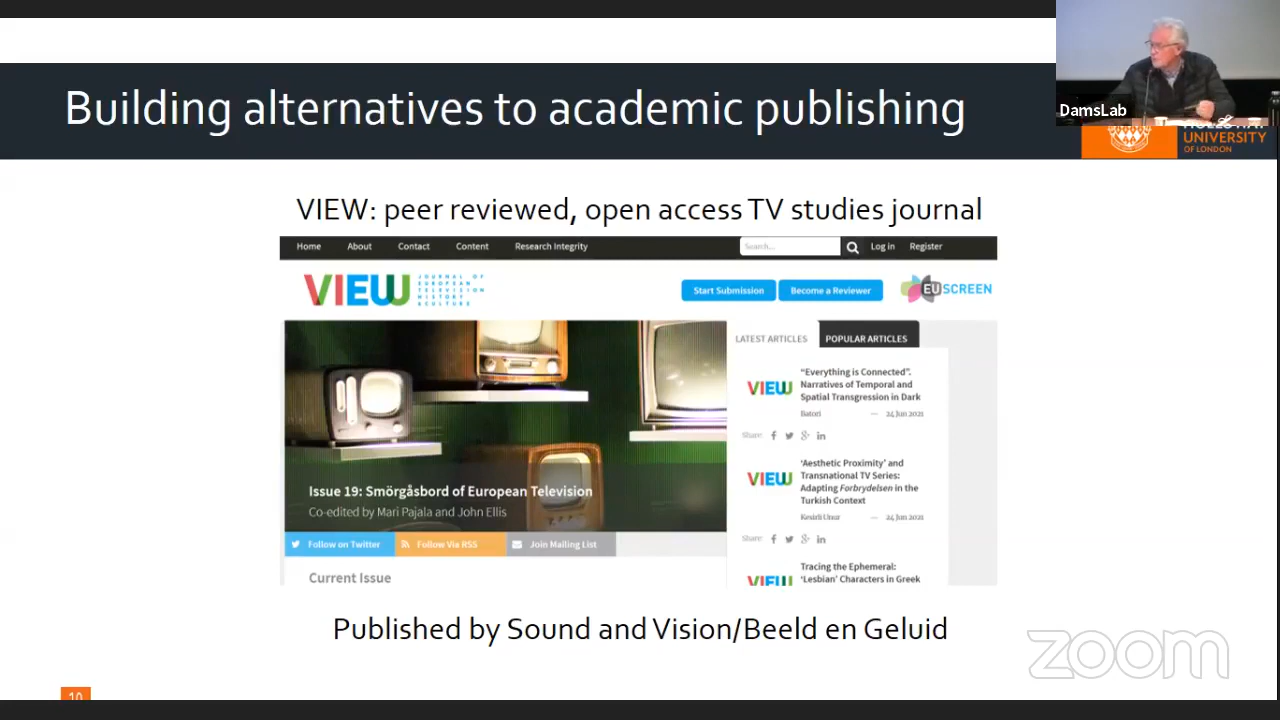 Building alternatives to academic publishing
DamsLab
UNIVERSITY
OF LONDON
VIEW: peer reviewed, open access TV studies journal
Home About Contact Content Research Integrity Search... Log in Register
VIEW JOURNAL OF
EUROPEAN
TELEVISION
HISTORY
&CULTURE
Start Submission Become a Reviewer EUSCREEN
LATEST ARTICLES POPULAR ARTICLES
VIEW
“Everything is Connected”.
Narratives of Temporal and
Spatial Transgression in Dark
Batori — 24 Jun 2021
Share:
VIEW
‘Aesthetic Proximity’ and
Transnational TV Series:
Adapting Forbrydelsen in the
Turkish Context
Kesirli Unur — 24 Jun 2021
Share:
VIEW
Tracing the Ephemeral:
‘Lesbian’ Characters in Greek
Issue 19: Smörgåsbord of European Television
Co-edited by Mari Pajala and John Ellis
Follow on Twitter Follow Via RSS Join Mailing List
Current Issue
Published by Sound and Vision/Beeld en Geluid
zoom
10